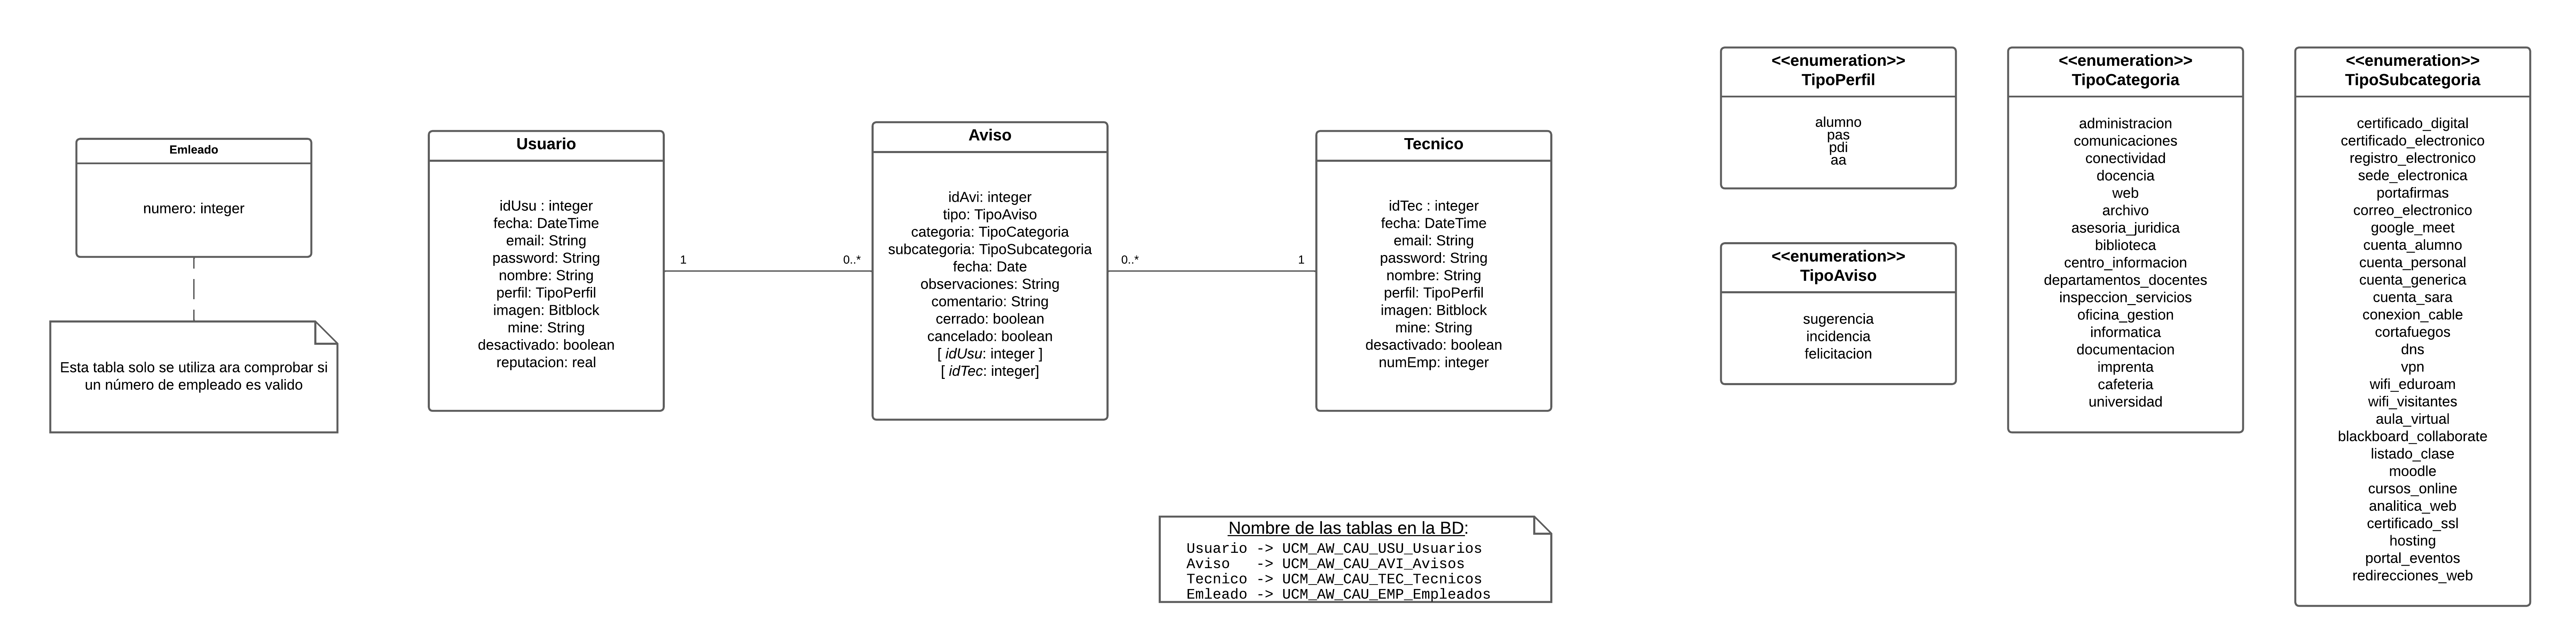 Emleado
numero: integer
Esta tabla solo se utiliza ara comprobar si
un número de empleado es valido
Usuario
idUsu : integer
fecha: DateTime
email: String
password: String
nombre: String
perfil: TipoPerfil
imagen: Bitblock
mine: String
desactivado: boolean
reputacion: real
1
0..*
Aviso
idAvi: integer
tipo: TipoAviso
categoria: TipoCategoria
subcategoria: TipoSubcategoria
fecha: Date
observaciones: String
comentario: String
cerrado: boolean
cancelado: boolean
[ idUsu: integer ]
[ idTec: integer]
0..*
1
Tecnico
idTec : integer
fecha: DateTime
email: String
password: String
nombre: String
perfil: TipoPerfil
imagen: Bitblock
mine: String
desactivado: boolean
numEmp: integer
Nombre de las tablas en la BD:
Usuario -> UCM_AW_CAU_USU_Usuarios
Aviso -> UCM_AW_CAU_AVI_Avisos
Tecnico -> UCM_AW_CAU_TEC_Tecnicos
Emleado -> UCM_AW_CAU_EMP_Empleados
<<enumeration>>
TipoPerfil
alumno
pas
pdi
aa
<<enumeration>>
TipoAviso
sugerencia
incidencia
felicitacion
<<enumeration>>
TipoCategoria
administracion
comunicaciones
conectividad
docencia
web
archivo
asesoria_juridica
biblioteca
centro_informacion
departamentos_docentes
inspeccion_servicios
oficina_gestion
informatica
documentacion
imprenta
cafeteria
universidad
<<enumeration>>
TipoSubcategoria
certificado_digital
certificado_electronico
registro_electronico
sede_electronica
portafirmas
correo_electronico
google_meet
cuenta_alumno
cuenta_personal
cuenta_generica
cuenta_sara
conexion_cable
cortafuegos
dns
vpn
wifi_eduroam
wifi_visitantes
aula_virtual
blackboard_collaborate
listado_clase
moodle
cursos_online
analitica_web
certificado_ssl
hosting
portal_eventos
redirecciones_web